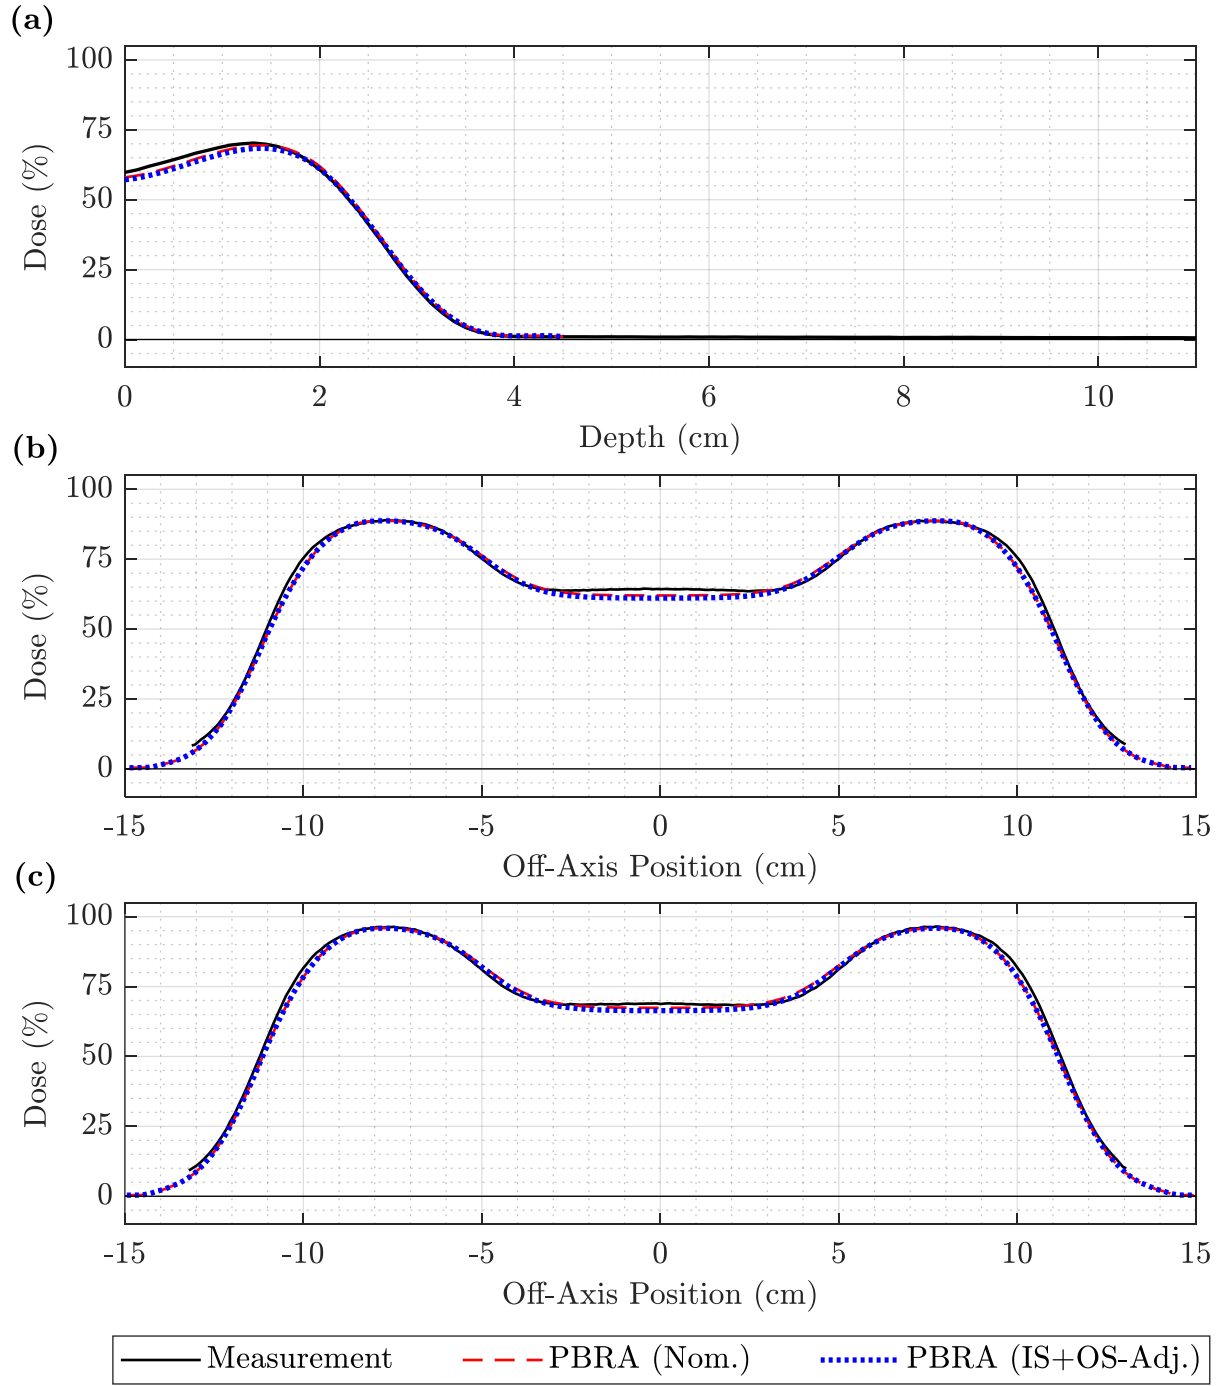 (a)
100
75
50
25
0
Dose (%)
0 2 4 6 8 10
Depth (cm)
(b)
100
75
50
25
0
Dose (%)
-15 -10 -5 0 5 10 15
Off-Axis Position (cm)
(c)
100
75
50
25
0
Dose (%)
-15 -10 -5 0 5 10 15
Off-Axis Position (cm)
Measurement PBRA (Nom.) PBRA (IS+OS-Adj.)